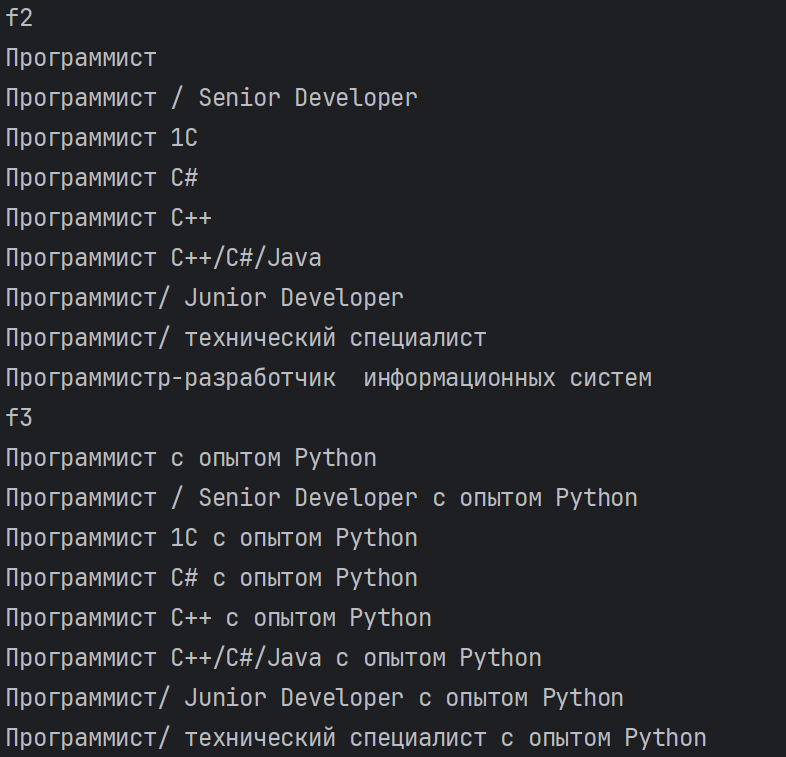 f2
Программист
Программист / Senior Developer
Программист 1С
Программист C#
Программист C++
Программист C++/C#/Java
Программист/ Junior Developer
Программист/ технический специалист
Программистр-разработчик  информационных систем
f3
Программист с опытом Python
Программист / Senior Developer с опытом Python
Программист 1С с опытом Python
Программист C# с опытом Python
Программист C++ с опытом Python
Программист C++/C#/Java с опытом Python
Программист/ Junior Developer с опытом Python
Программист/ технический специалист с опытом Python